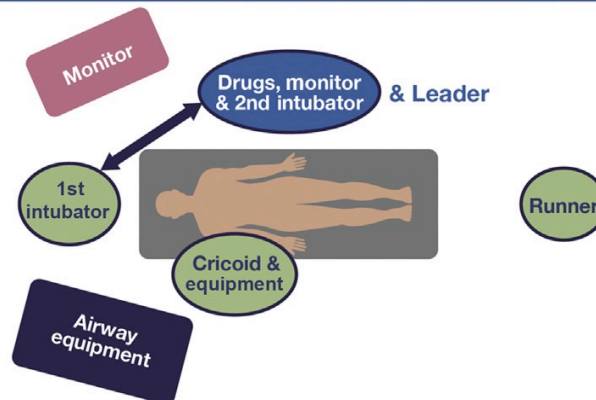 Monitor
Drugs, monitor
& 2nd intubator
& Leader
1st
intubator
Runner
Cricoid &
equipment
Airway
equipment